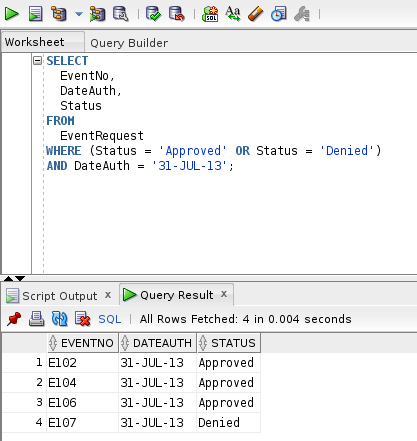 Worksheet Query Builder
SELECT
EventNo,
DateAuth,
Status
FROM
EventRequest
WHERE (Status = 'Approved' OR Status = 'Denied')
AND DateAuth = '31-JUL-13';
Script Output x Query Result x
SQL | All Rows Fetched: 4 in 0.004 seconds
EVENTNO DATEAUTH STATUS
1 E102 31-JUL-13 Approved
2 E104 31-JUL-13 Approved
3 E106 31-JUL-13 Approved
4 E107 31-JUL-13 Denied